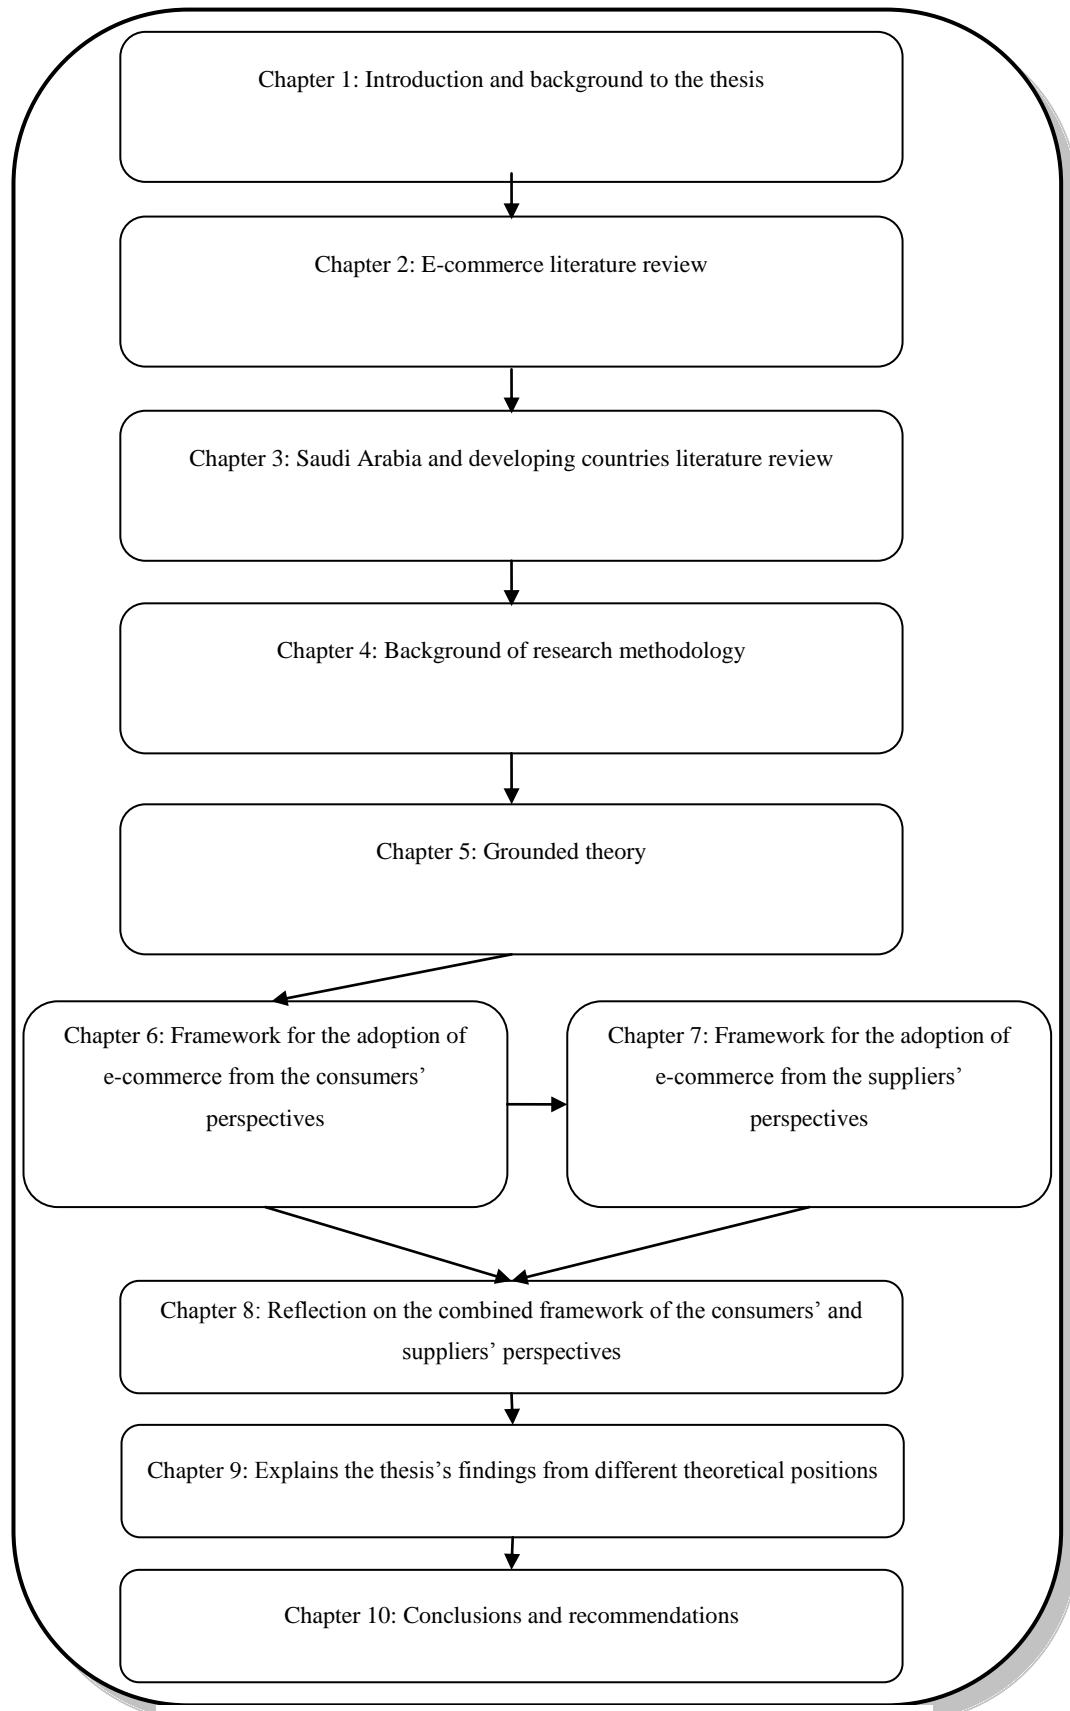 Chapter 1: Introduction and background to the thesis
Chapter 2: E-commerce literature review
Chapter 3: Saudi Arabia and developing countries literature review
Chapter 4: Background of research methodology
Chapter 5: Grounded theory
Chapter 6: Framework for the adoption of
e-commerce from the consumers’
perspectives
Chapter 7: Framework for the adoption of
e-commerce from the suppliers’
perspectives
Chapter 8: Reflection on the combined framework of the consumers’ and
suppliers’ perspectives
Chapter 9: Explains the thesis’s findings from different theoretical positions
Chapter 10: Conclusions and recommendations